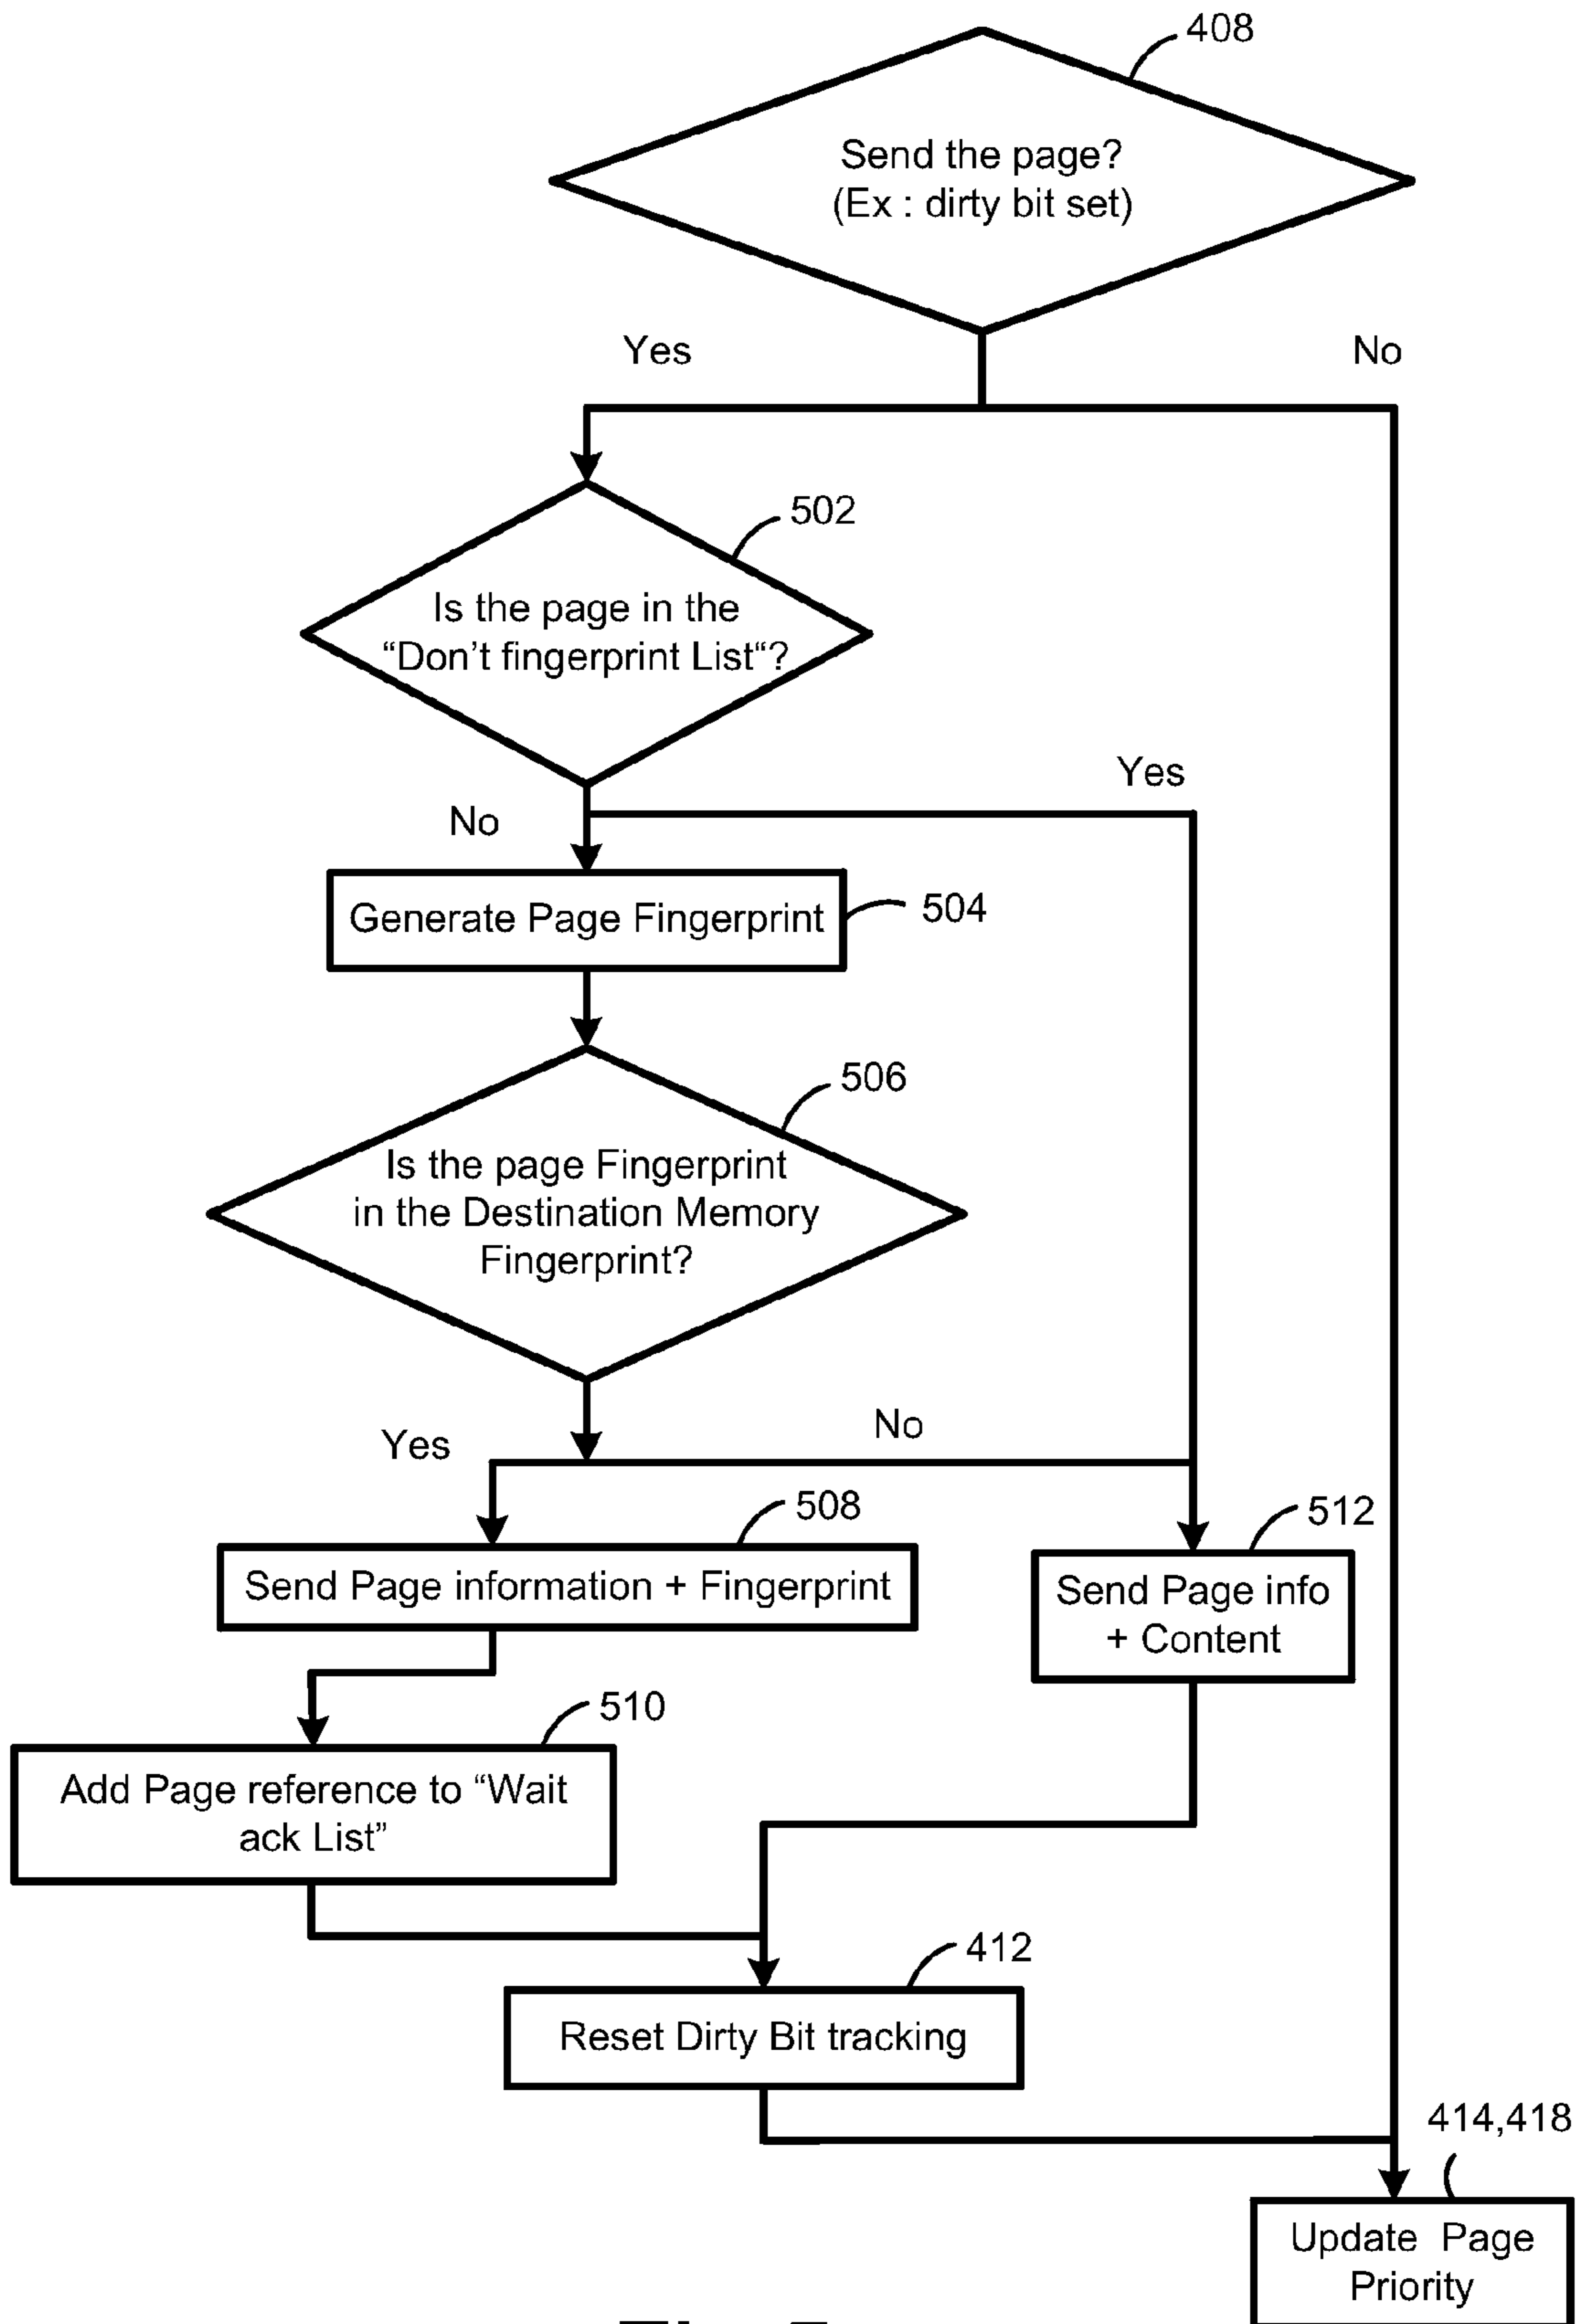 408
Send the page?
(Ex : dirty bit set)
Yes
No
502
Is the page in the
“Don’t fingerprint List“?
Yes
No
Generate Page Fingerprint
504
506
Is the page Fingerprint
in the Destination Memory
Fingerprint?
Yes
No
508
Send Page information + Fingerprint
512
Send Page info
+ Content
510
Add Page reference to “Wait
ack List”
412
Reset Dirty Bit tracking
414,418
Update Page
Priority